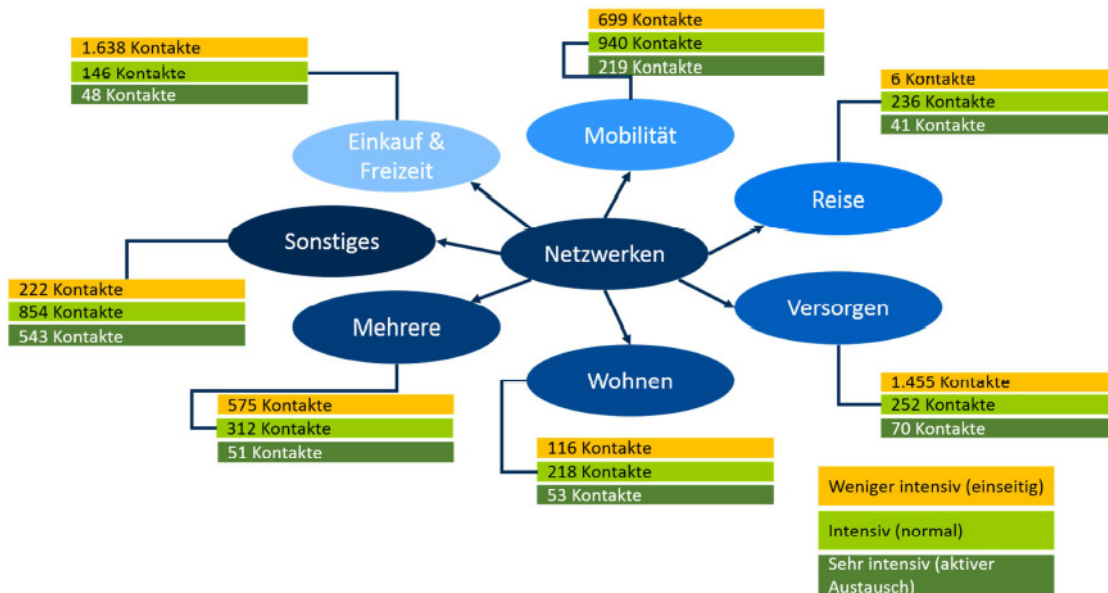 699 Kontakte
940 Kontakte
219 Kontakte
1.638 Kontakte
146 Kontakte
48 Kontakte
6 Kontakte
236 Kontakte
41 Kontakte
Einkauf &
Freizeit
Mobilität
Reise
Sonstiges
Netzwerken
Versorgen
Mehrere
Wohnen
222 Kontakte
854 Kontakte
543 Kontakte
575 Kontakte
312 Kontakte
51 Kontakte
116 Kontakte
218 Kontakte
53 Kontakte
1.455 Kontakte
252 Kontakte
70 Kontakte
Weniger intensiv (einseitig)
Intensiv (normal)
Sehr intensiv (aktiver
Austausch)